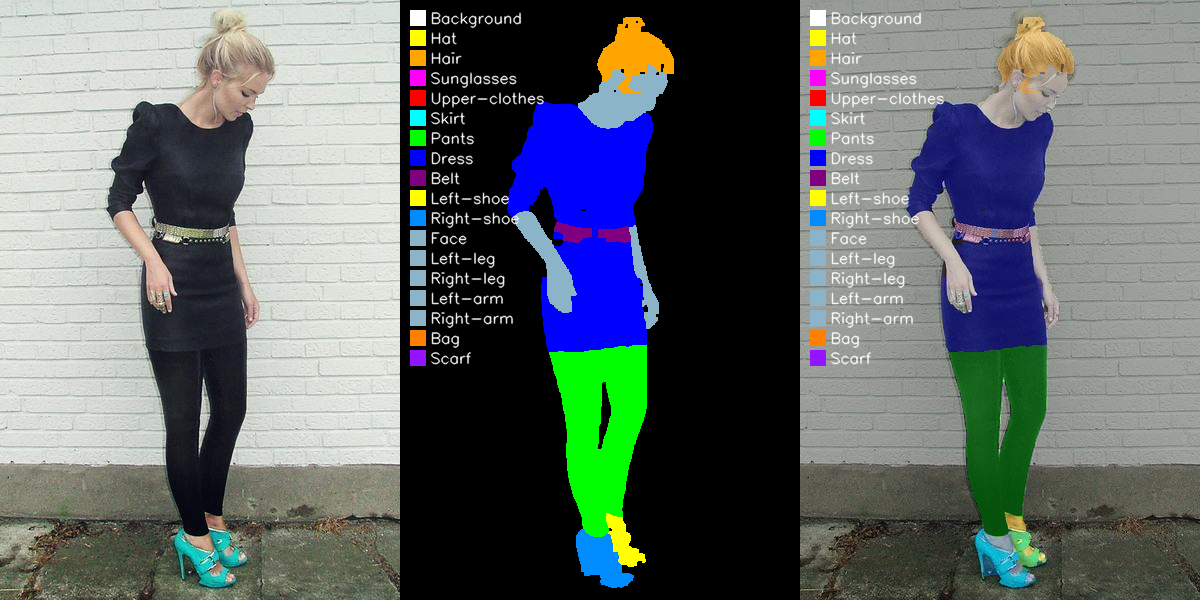 Background
Hat
Hair
Sunglasses
Upper-clothes
Skirt
Pants
Dress
Belt
Left-shoe
Right-shoe
Face
Left-leg
Right-leg
Left-arm
Right-arm
Bag
Scarf
Background
Hat
Hair
Sunglasses
Upper-clothes
Skirt
Pants
Dress
Belt
Left-shoe
Right-shoe
Face
Left-leg
Right-leg
Left-arm
Right-arm
Bag
Scarf